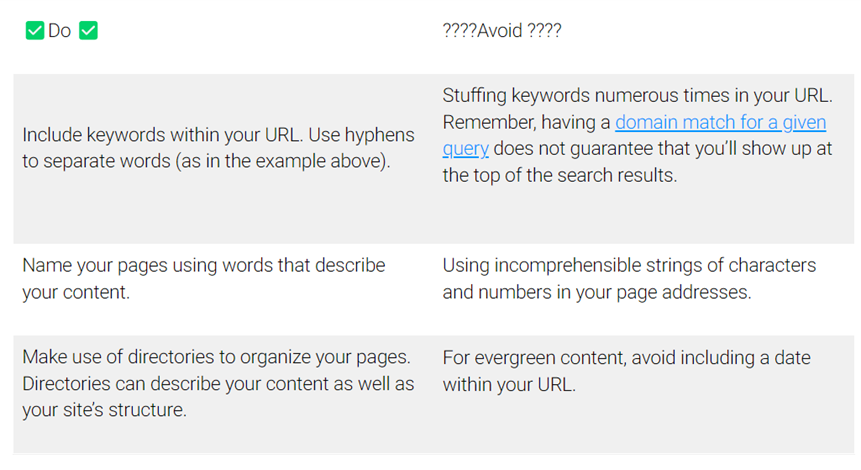 ✅ Do ✅
????Avoid ????
Include keywords within your URL. Use hyphens
to separate words (as in the example above).
Stuffing keywords numerous times in your URL.
Remember, having a domain match for a given
query does not guarantee that you’ll show up at
the top of the search results.
Name your pages using words that describe
your content.
Using incomprehensible strings of characters
and numbers in your page addresses.
Make use of directories to organize your pages.
Directories can describe your content as well as
your site’s structure.
For evergreen content, avoid including a date
within your URL.